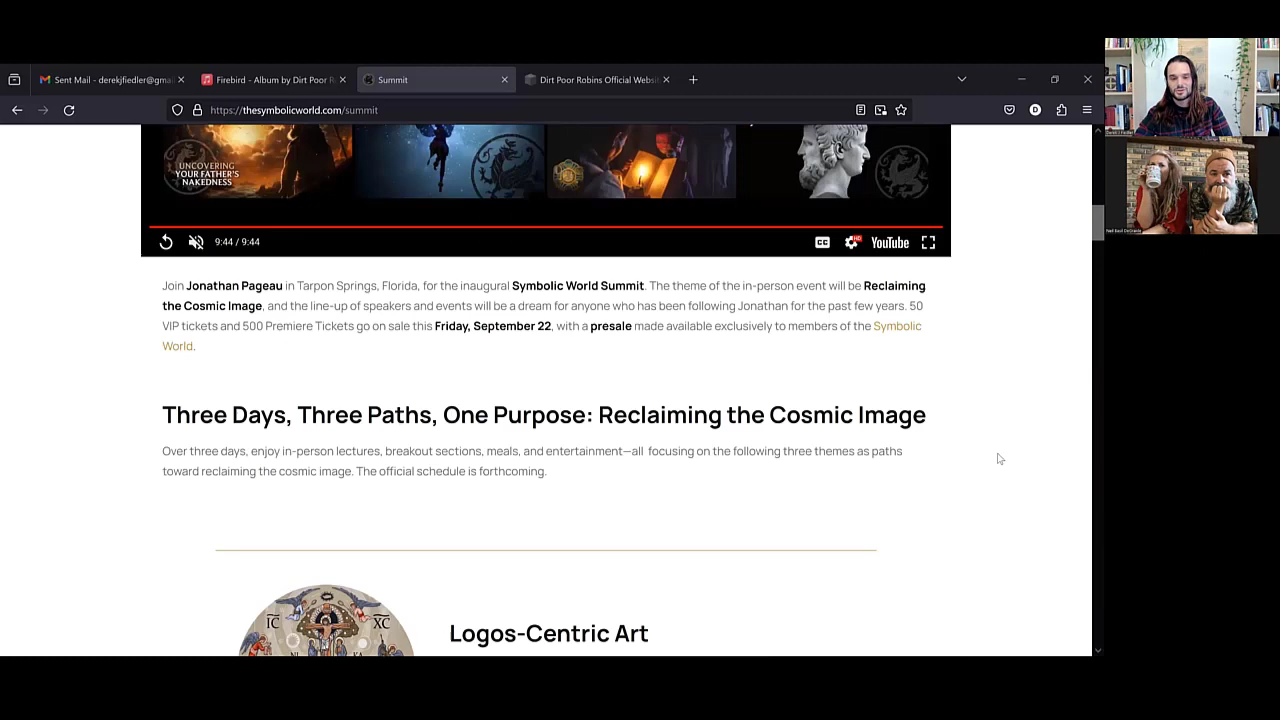 Sent Mail - derekjfiedler@gma
Firebird - Album by Dirt Poor R
Summit
Dirt Poor Robins Official Websi
https://thesymbolicworld.com/summit
UNCOVERING
YOUR FATHER'S
NAKEDNESS
9:44 / 9:44
CC
HD
YouTube
Join Jonathan Pageau in Tarpon Springs, Florida, for the inaugural Symbolic World Summit. The theme of the in-person event will be Reclaiming
the Cosmic Image, and the line-up of speakers and events will be a dream for anyone who has been following Jonathan for the past few years. 50
VIP tickets and 500 Premiere Tickets go on sale this Friday, September 22, with a presale made available exclusively to members of the Symbolic
World.
Three Days, Three Paths, One Purpose: Reclaiming the Cosmic Image
Over three days, enjoy in-person lectures, breakout sections, meals, and entertainment—all focusing on the following three themes as paths
toward reclaiming the cosmic image. The official schedule is forthcoming.
IC XC
NI KA
Logos-Centric Art